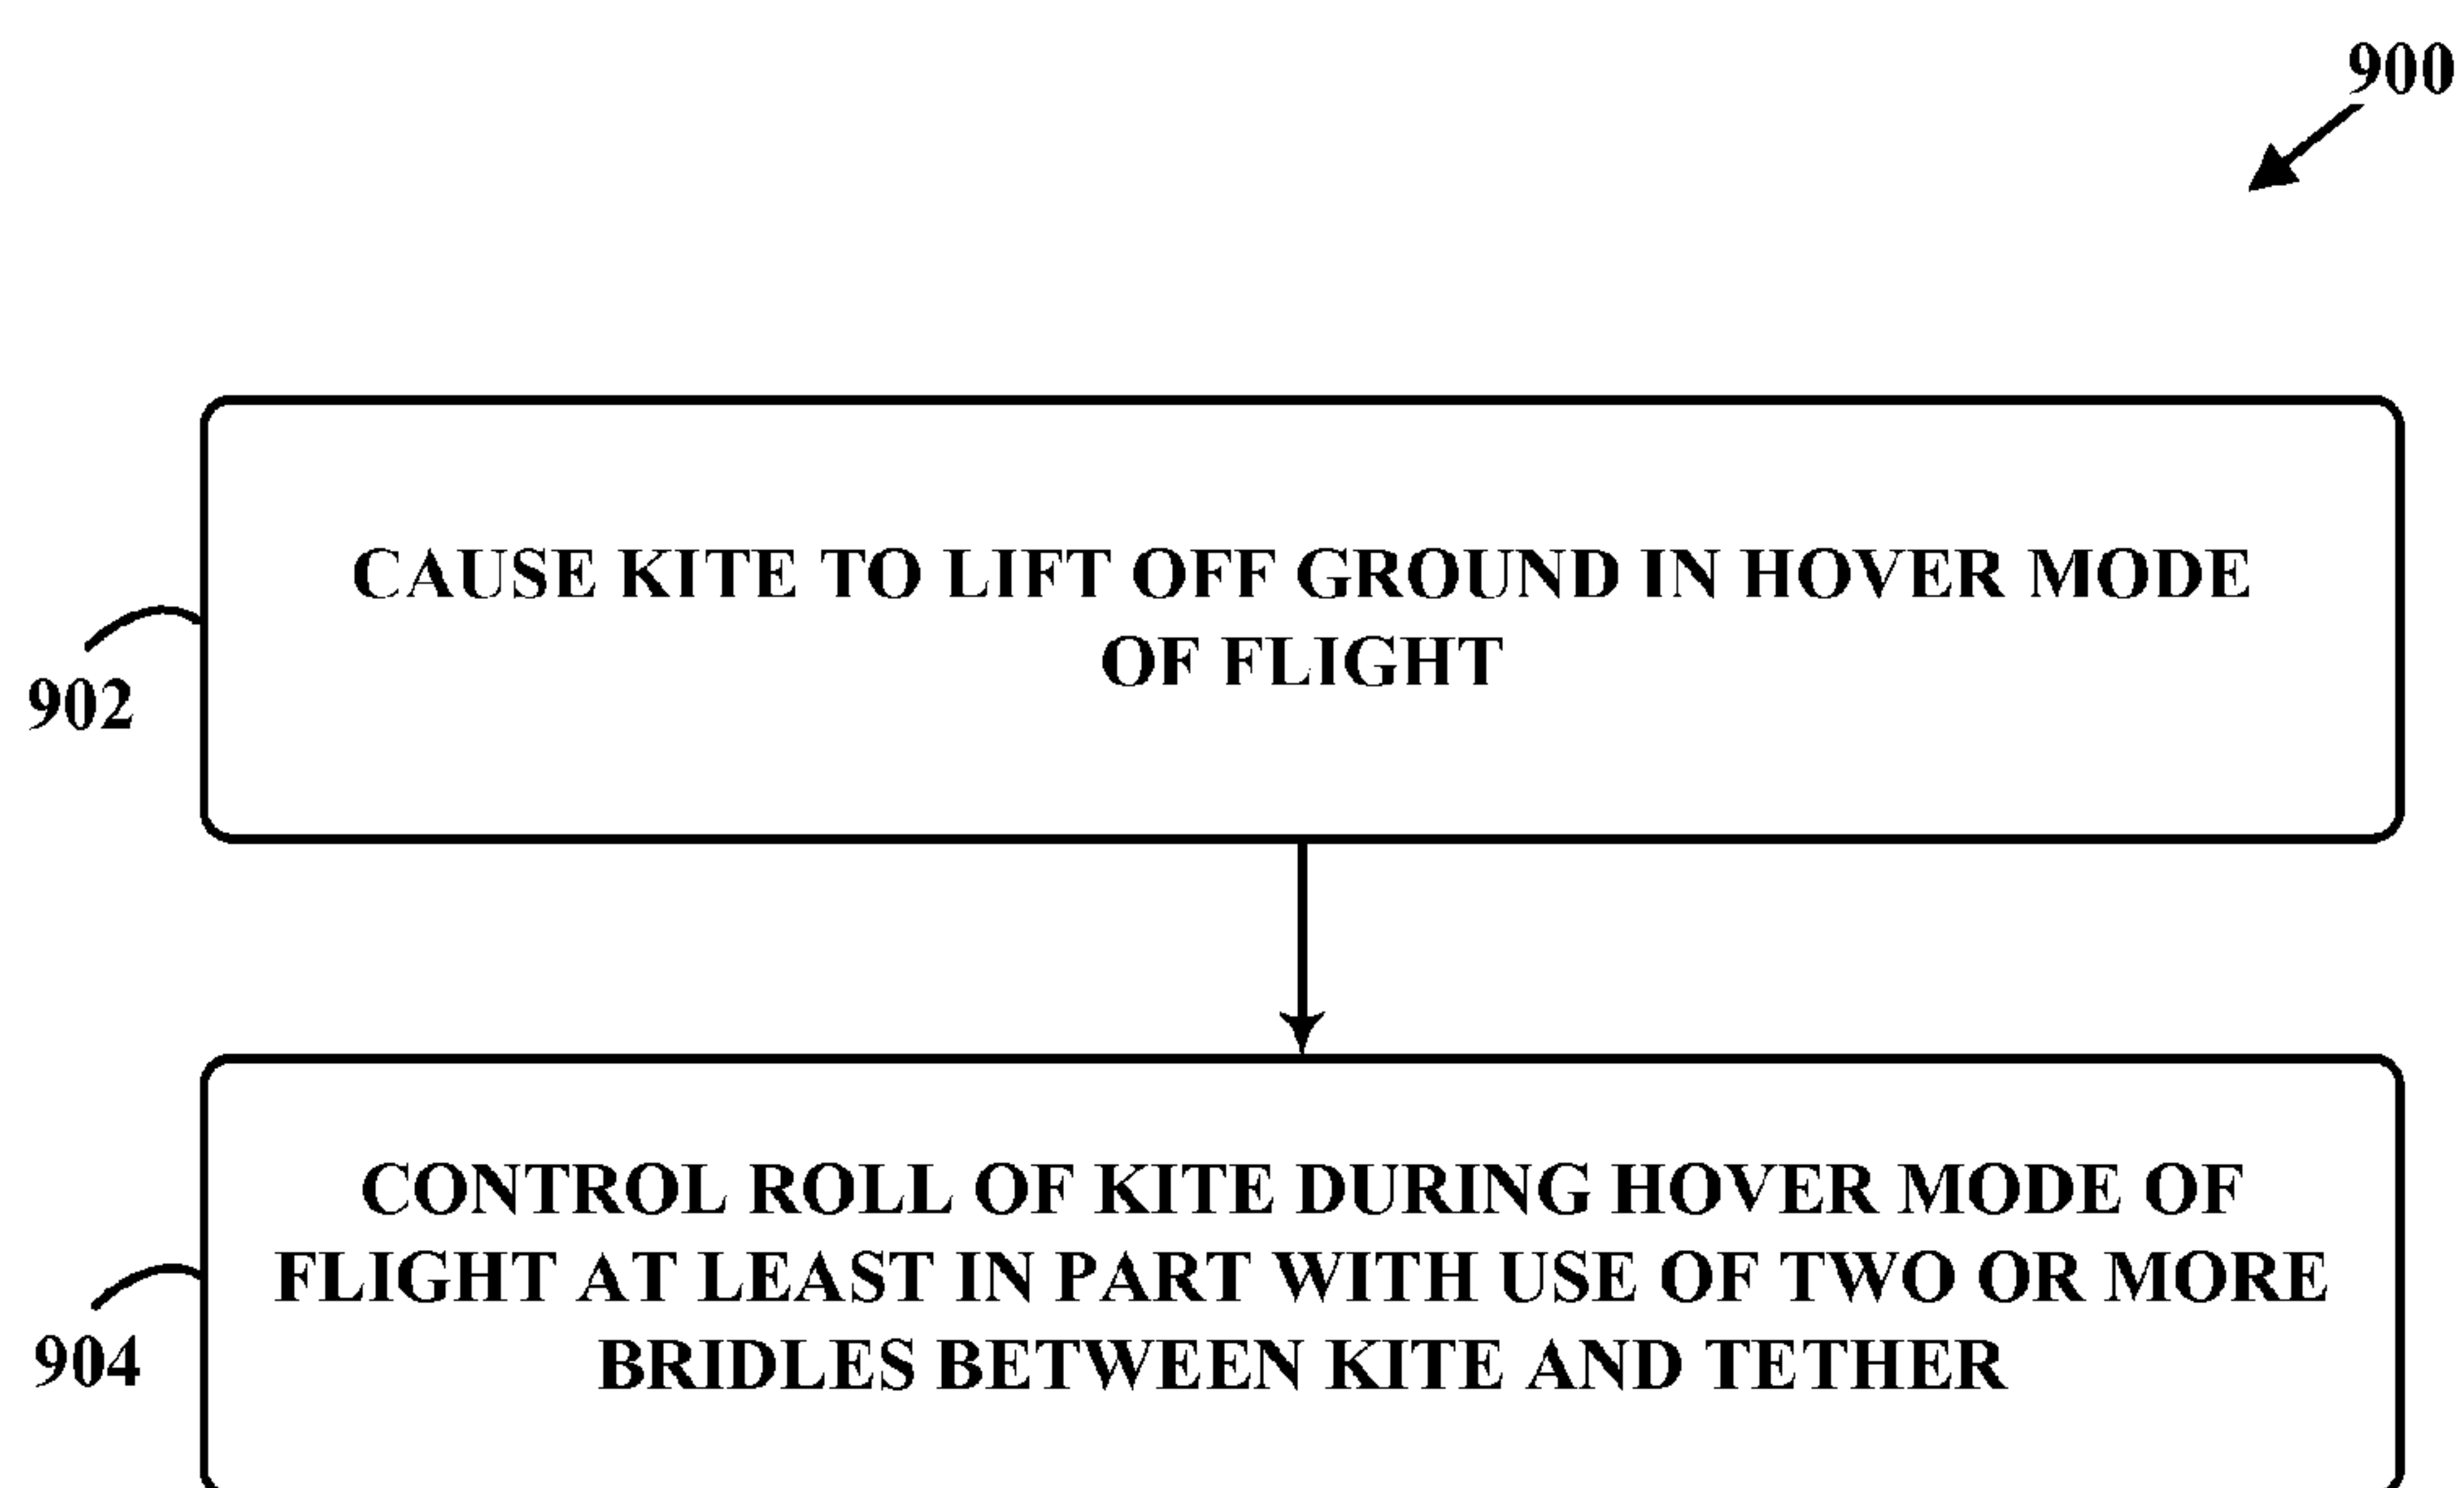 900
CAUSE KITE TO LIFT OFF GROUND IN HOVER MODE
OF FLIGHT
902
CONTROL ROLL OF KITE DURING HOVER MODE OF
FLIGHT AT LEAST IN PART WITH USE OF TWO OR MORE
BRIDLES BETWEEN KITE AND TETHER
904